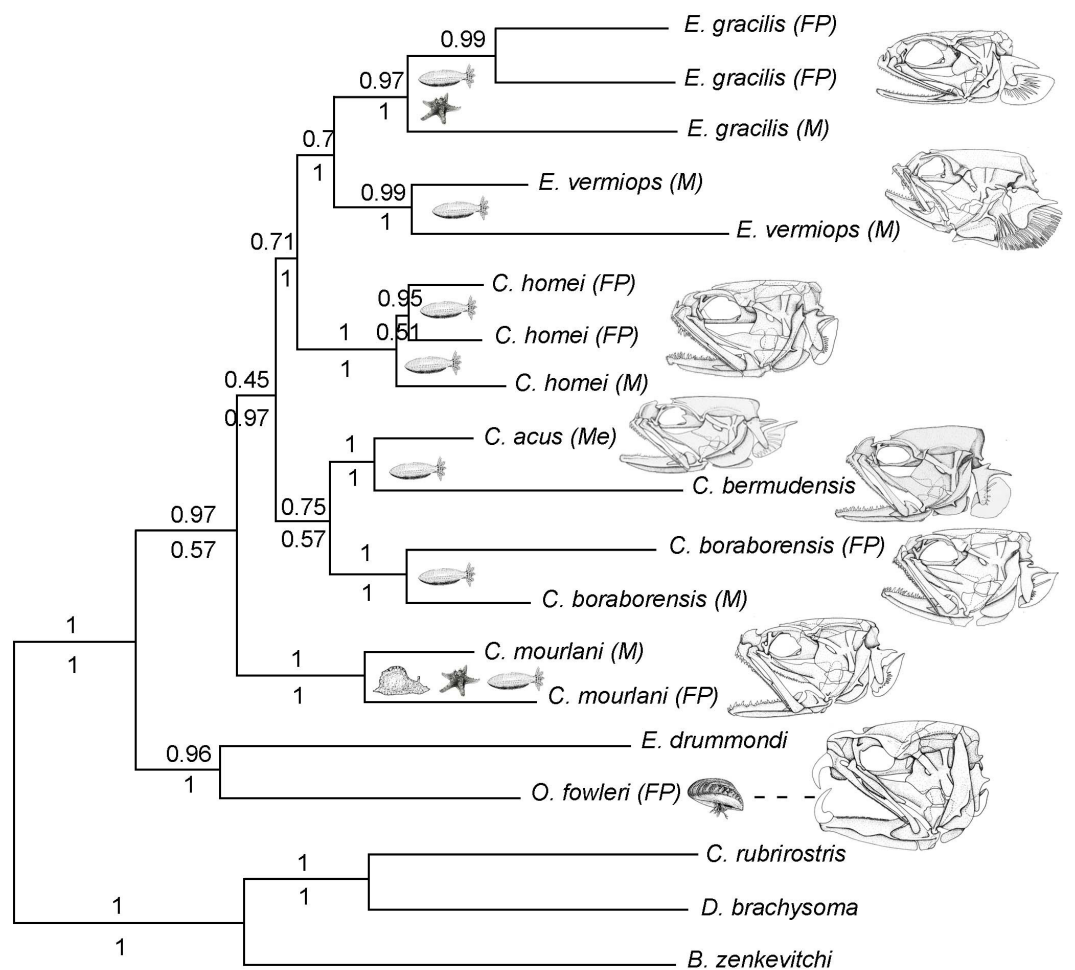 E. gracilis (FP)
0.99
E. gracilis (FP)
0.97
1
E. gracilis (M)
0.7
1
E. vermiops (M)
0.99
1
E. vermiops (M)
0.71
1
C. homei (FP)
0.95
1
0.51
C. homei (FP)
1
C. homei (M)
0.45
0.97
C. acus (Me)
1
1
C. bermudensis
0.75
0.57
C. boraborensis (FP)
1
1
C. boraborensis (M)
0.97
0.57
C. mourlani (M)
1
1
C. mourlani (FP)
1
1
E. drummondi
0.96
1
O. fowleri (FP)
C. rubrirostris
1
1
D. brachysoma
1
1
B. zenkevitchi